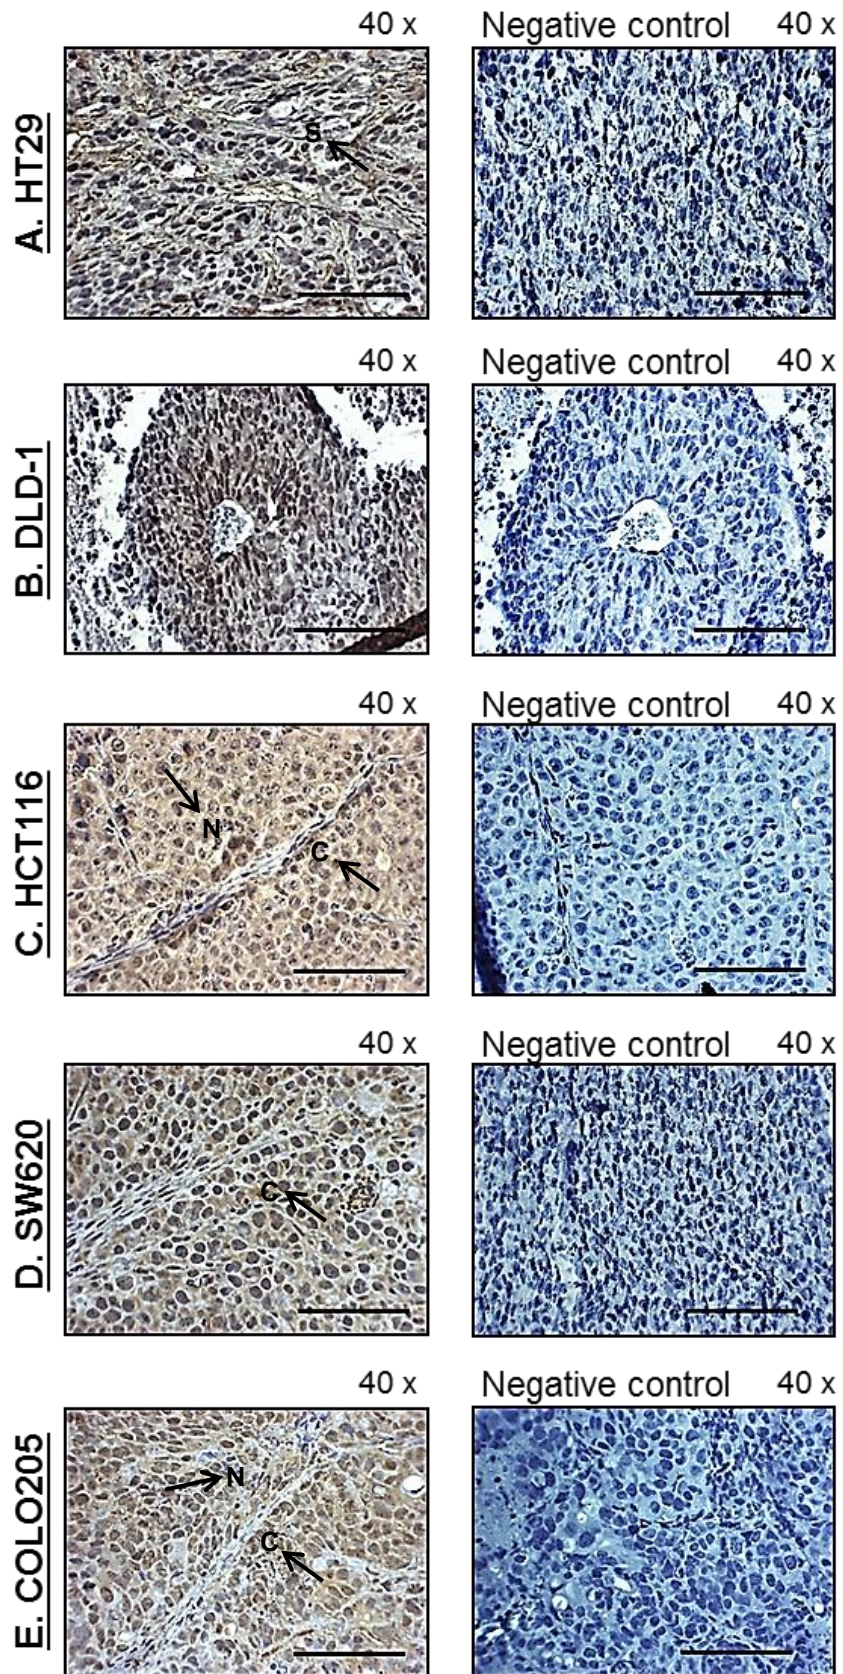 40 x
Negative control 40 x
A. HT29
S
40 x
Negative control 40 x
B. DLD-1
40 x
Negative control 40 x
C. HCT116
N
C
40 x
Negative control 40 x
D. SW620
C
40 x
Negative control 40 x
E. COLO205
N
C